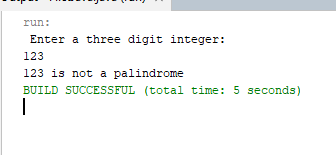 run:
Enter a three digit integer:
123
123 is not a palindrome
BUILD SUCCESSFUL (total time: 5 seconds)